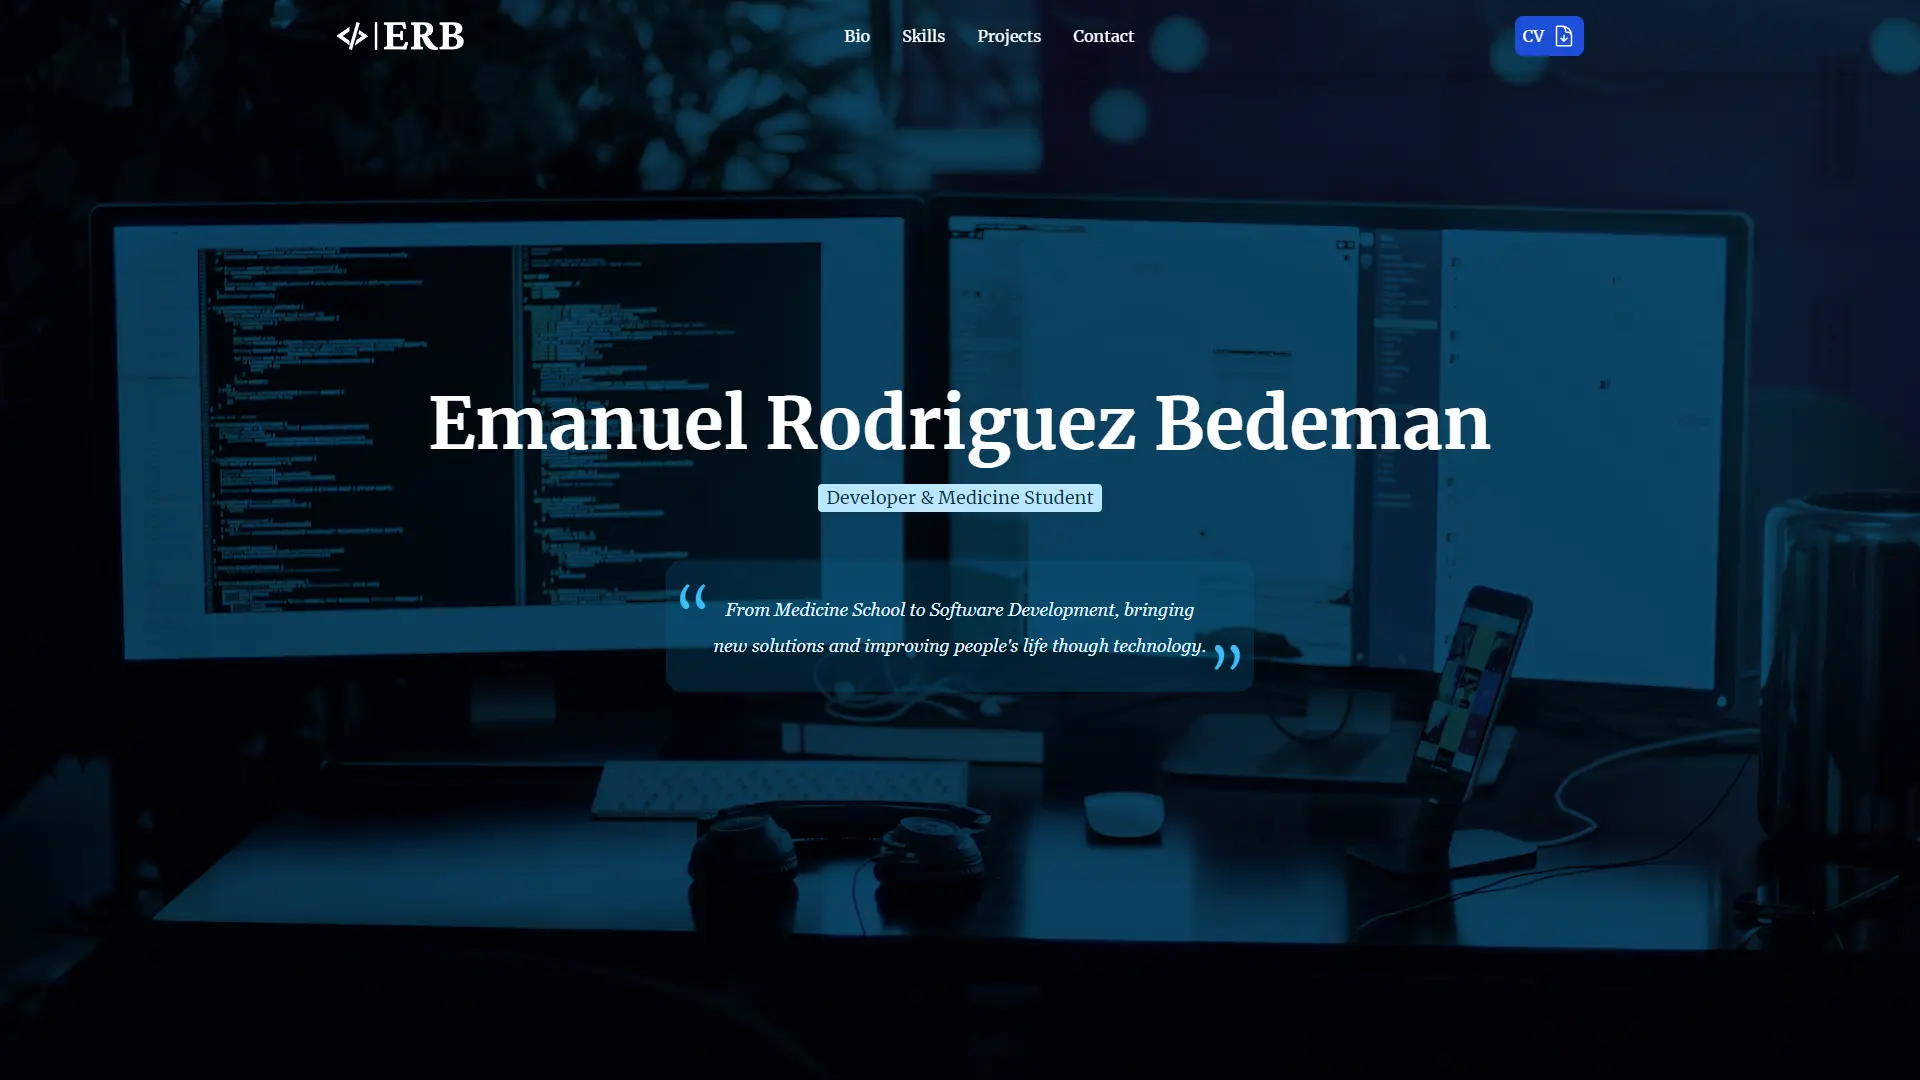 </>|ERB
Bio
Skills
Projects
Contact
CV
Emanuel Rodriguez Bedeman
Developer & Medicine Student
“ From Medicine School to Software Development, bringing
new solutions and improving people's life though technology. ”